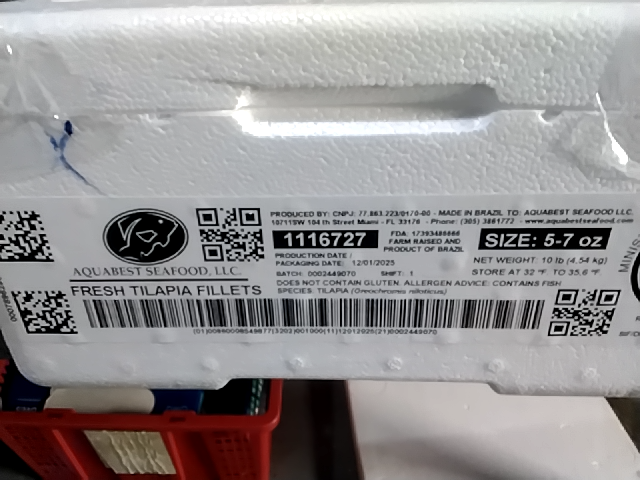 PRODUCED BY: CNPJ: 77.863.223/0170-00 - MADE IN BRAZIL TO: AQUABEST SEAFOOD LLC.
10711SW 104 th Street Miami - FL 33176 - Phone: (305) 3881772 - www.aquabestseafood.com
1116727
FDA: 17393486666
FARM RAISED AND
PRODUCT OF BRAZIL
SIZE: 5-7 oz
PRODUCTION DATE /
PACKAGING DATE: 12/01/2025
NET WEIGHT: 10 lb (4.54 kg)
BATCH: 0002449070 SHIFT: 1
STORE AT 32 °F TO 35.6 °F.
AQUABEST SEAFOOD, LLC.
DOES NOT CONTAIN GLUTEN. ALLERGEN ADVICE: CONTAINS FISH
FRESH TILAPIA FILLETS
SPECIES: TILAPIA (Oreochromis niloticus)